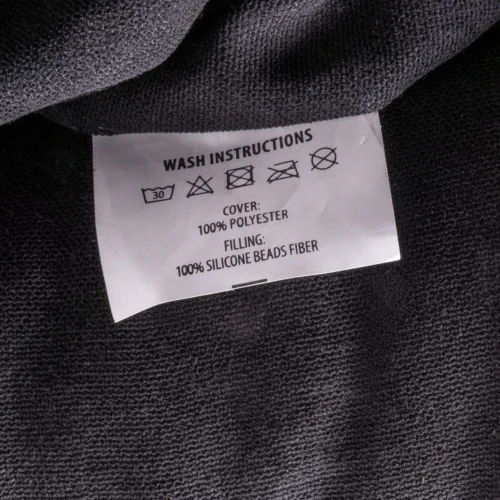 WASH INSTRUCTIONS
30
COVER:
100% POLYESTER
FILLING:
100% SILICONE BEADS FIBER